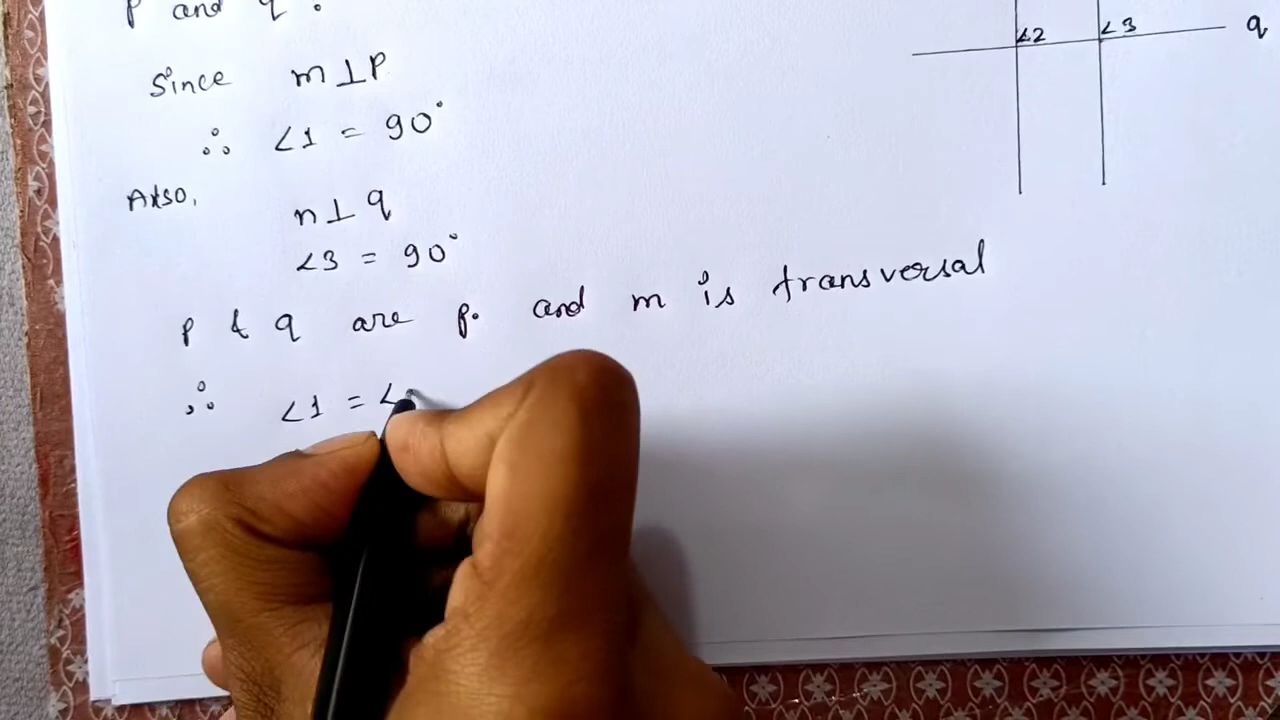 p and q.
∠2 ∠3 q
Since m⊥p
∴ ∠1 = 90°
Also,
n⊥q
∠3 = 90°
p & q are p. and m is transversal
∴ ∠1 = ∠